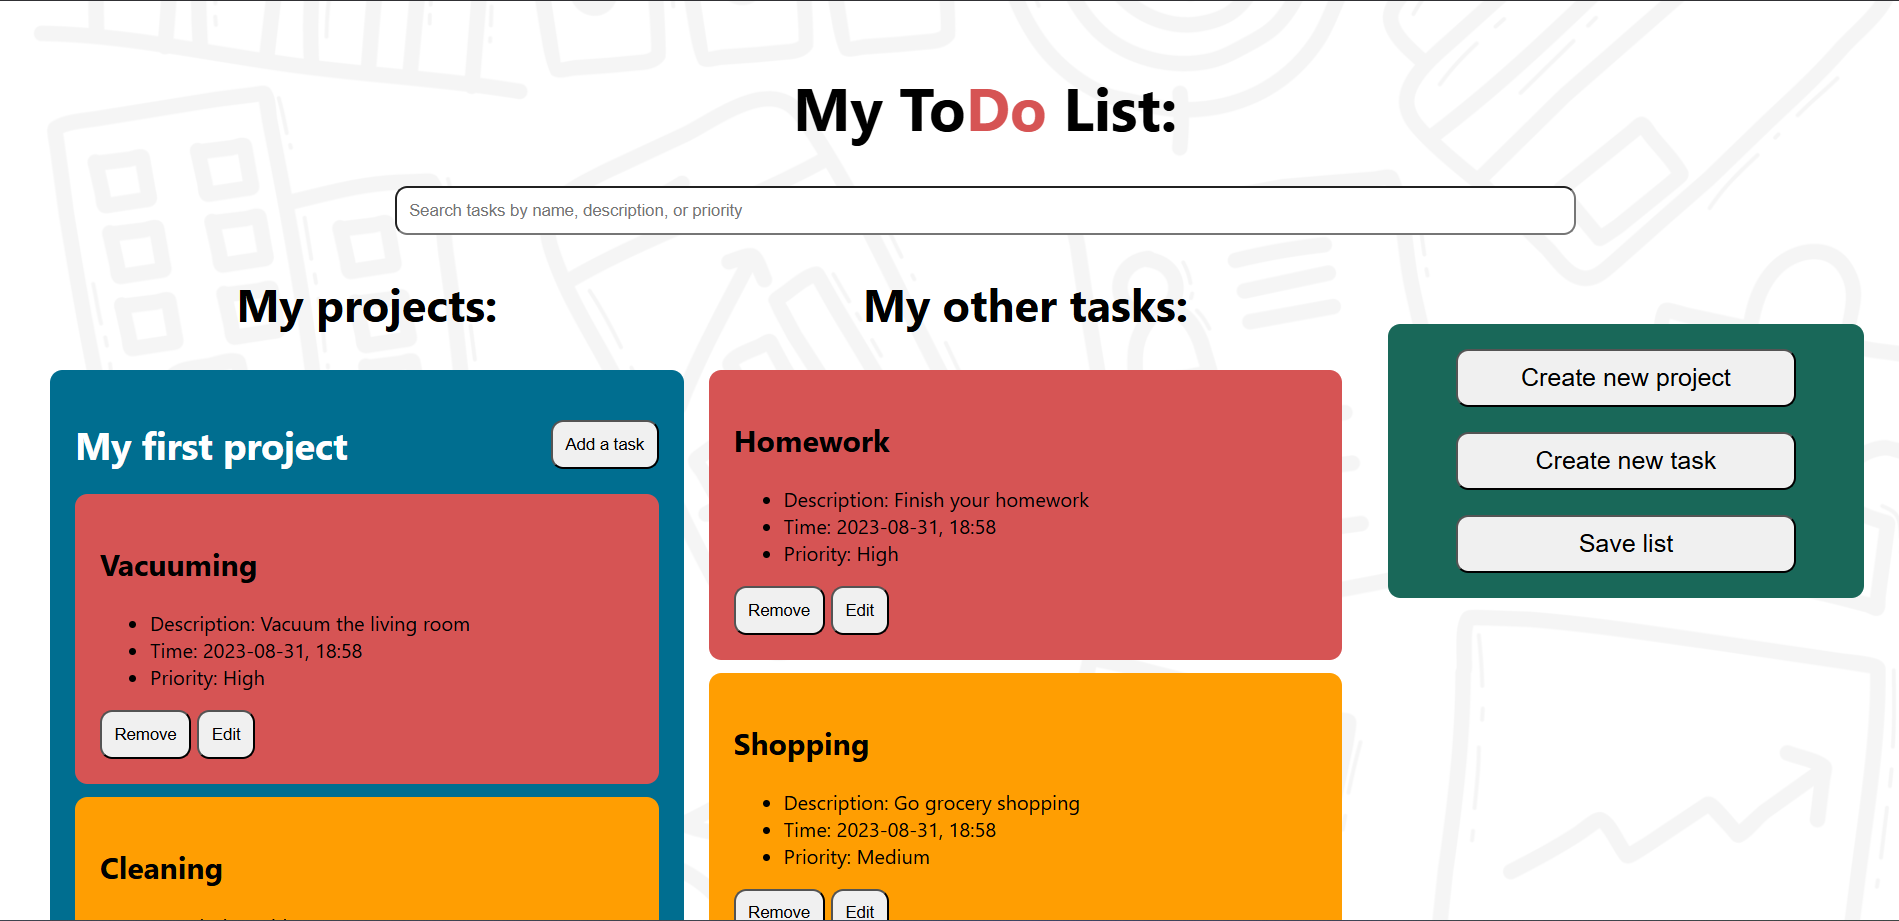 My ToDo List:
Search tasks by name, description, or priority
My projects:
My first project
Add a task
Vacuuming
Description: Vacuum the living room
Time: 2023-08-31, 18:58
Priority: High
Remove
Edit
Cleaning
My other tasks:
Homework
Description: Finish your homework
Time: 2023-08-31, 18:58
Priority: High
Remove
Edit
Shopping
Description: Go grocery shopping
Time: 2023-08-31, 18:58
Priority: Medium
Remove
Edit
Create new project
Create new task
Save list